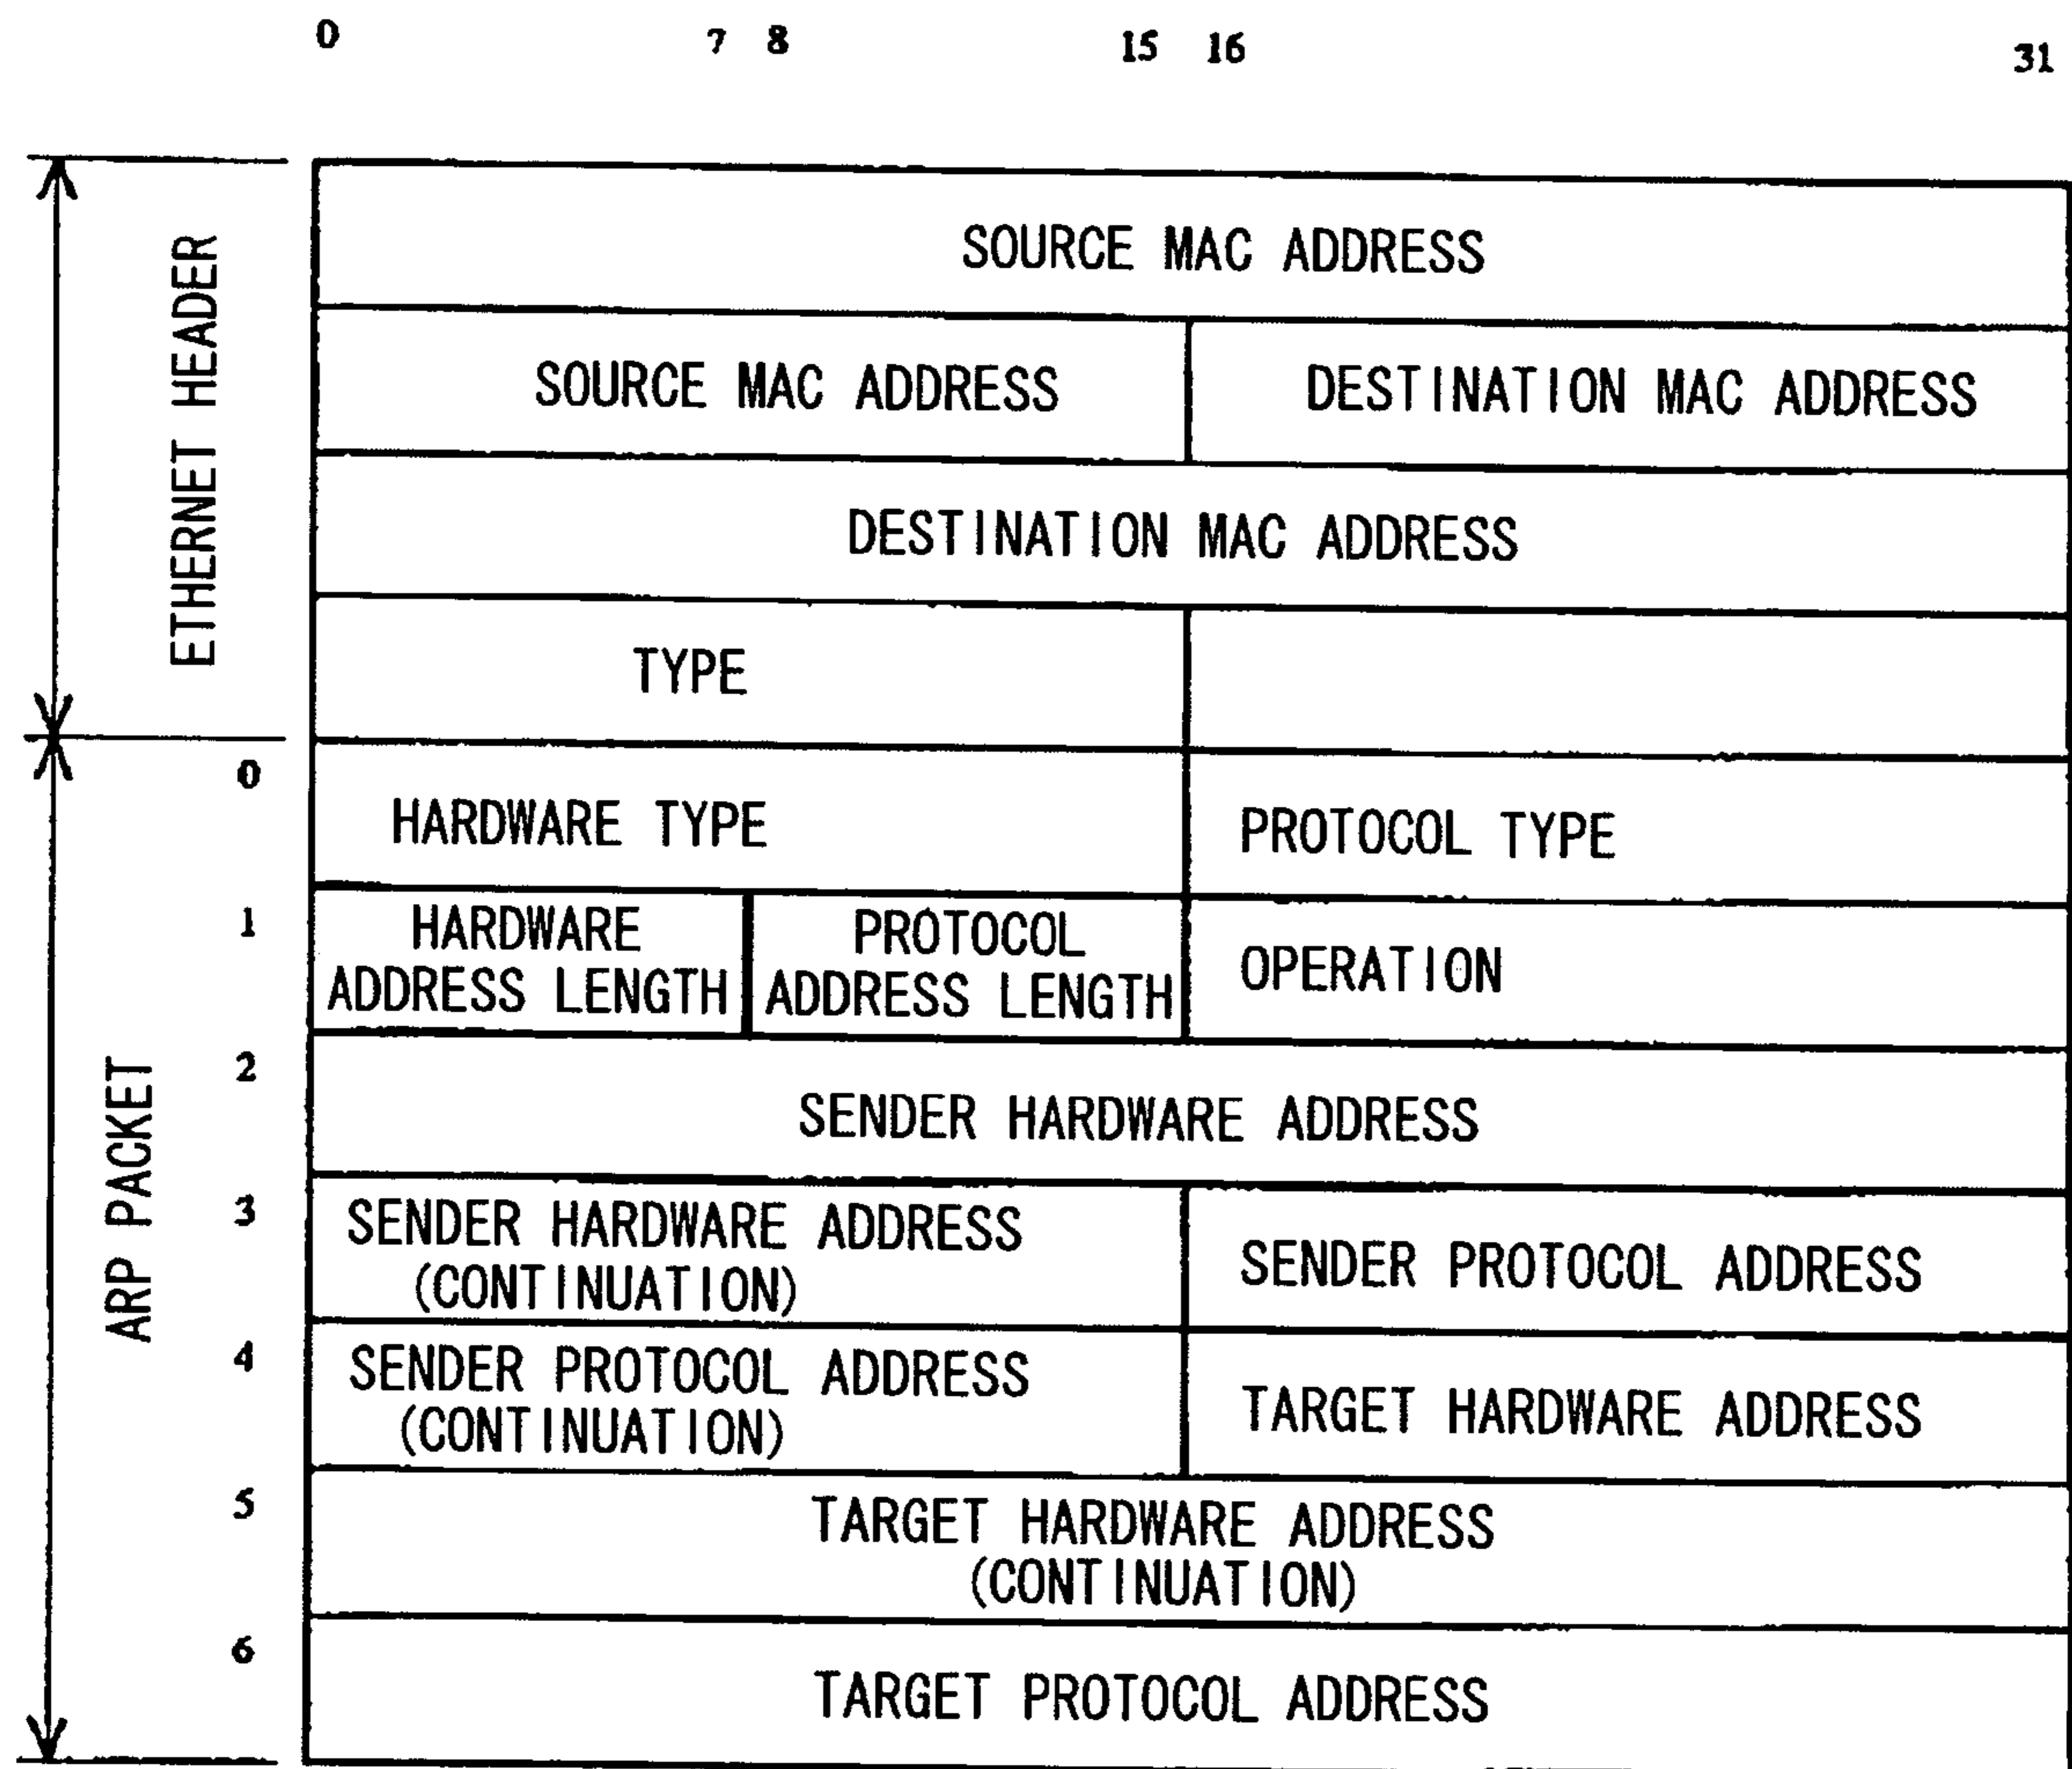 0 7 8 15 16 31
ETHERNET HEADER
SOURCE MAC ADDRESS
SOURCE MAC ADDRESS DESTINATION MAC ADDRESS
DESTINATION MAC ADDRESS
TYPE
ARP PACKET
0 HARDWARE TYPE PROTOCOL TYPE
1 HARDWARE
ADDRESS LENGTH
PROTOCOL
ADDRESS LENGTH
OPERATION
2 SENDER HARDWARE ADDRESS
3 SENDER HARDWARE ADDRESS
(CONTINUATION)
SENDER PROTOCOL ADDRESS
4 SENDER PROTOCOL ADDRESS
(CONTINUATION)
TARGET HARDWARE ADDRESS
5 TARGET HARDWARE ADDRESS
(CONTINUATION)
6 TARGET PROTOCOL ADDRESS